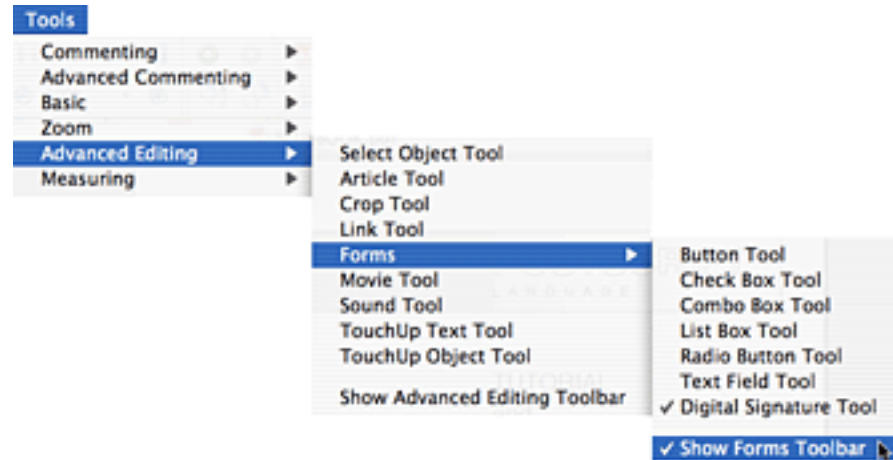 Tools
Commenting
Advanced Commenting
Basic
Zoom
Advanced Editing
Measuring
Select Object Tool
Article Tool
Crop Tool
Link Tool
Forms
Movie Tool
Sound Tool
TouchUp Text Tool
TouchUp Object Tool
Show Advanced Editing Toolbar
Button Tool
Check Box Tool
Combo Box Tool
List Box Tool
Radio Button Tool
Text Field Tool
✓ Digital Signature Tool
✓ Show Forms Toolbar